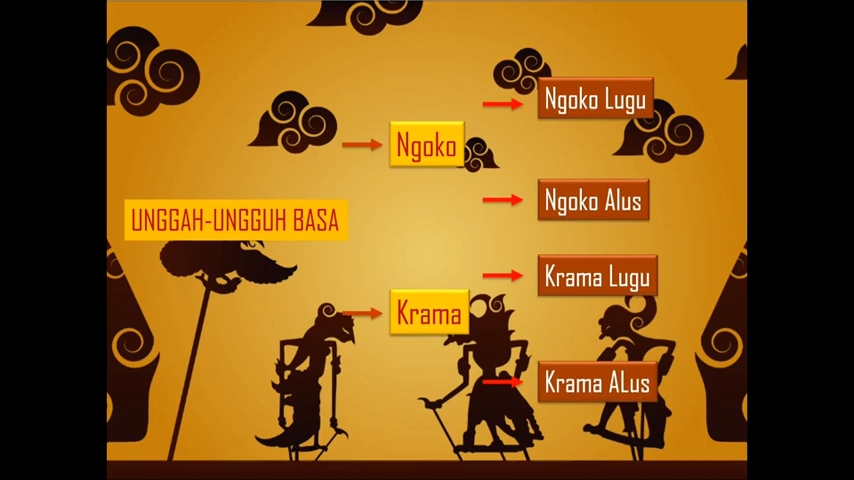 UNGGAH-UNGGUH BASA
Ngoko
Ngoko Lugu
Ngoko Alus
Krama
Krama Lugu
Krama ALus